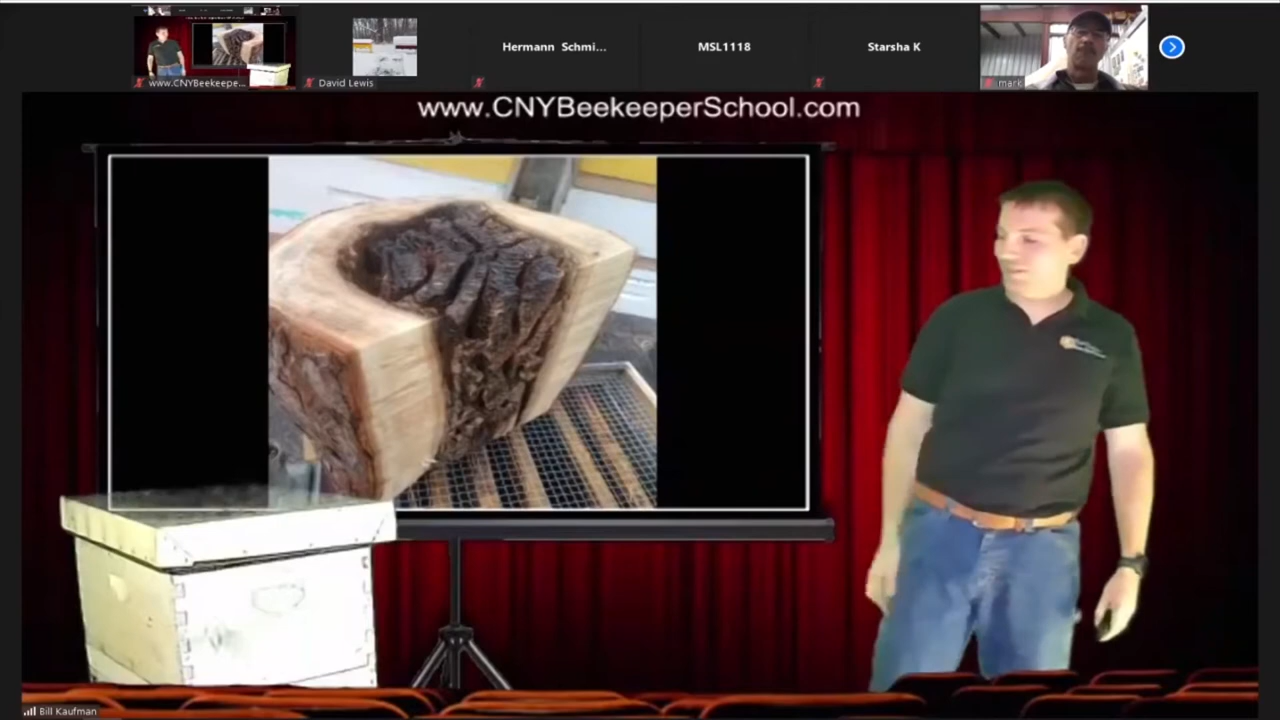 www.CNYBeekeepe...
David Lewis
Hermann Schmi...
MSL1118
Starsha K
mark
www.CNYBeekeeperSchool.com
Bill Kaufman